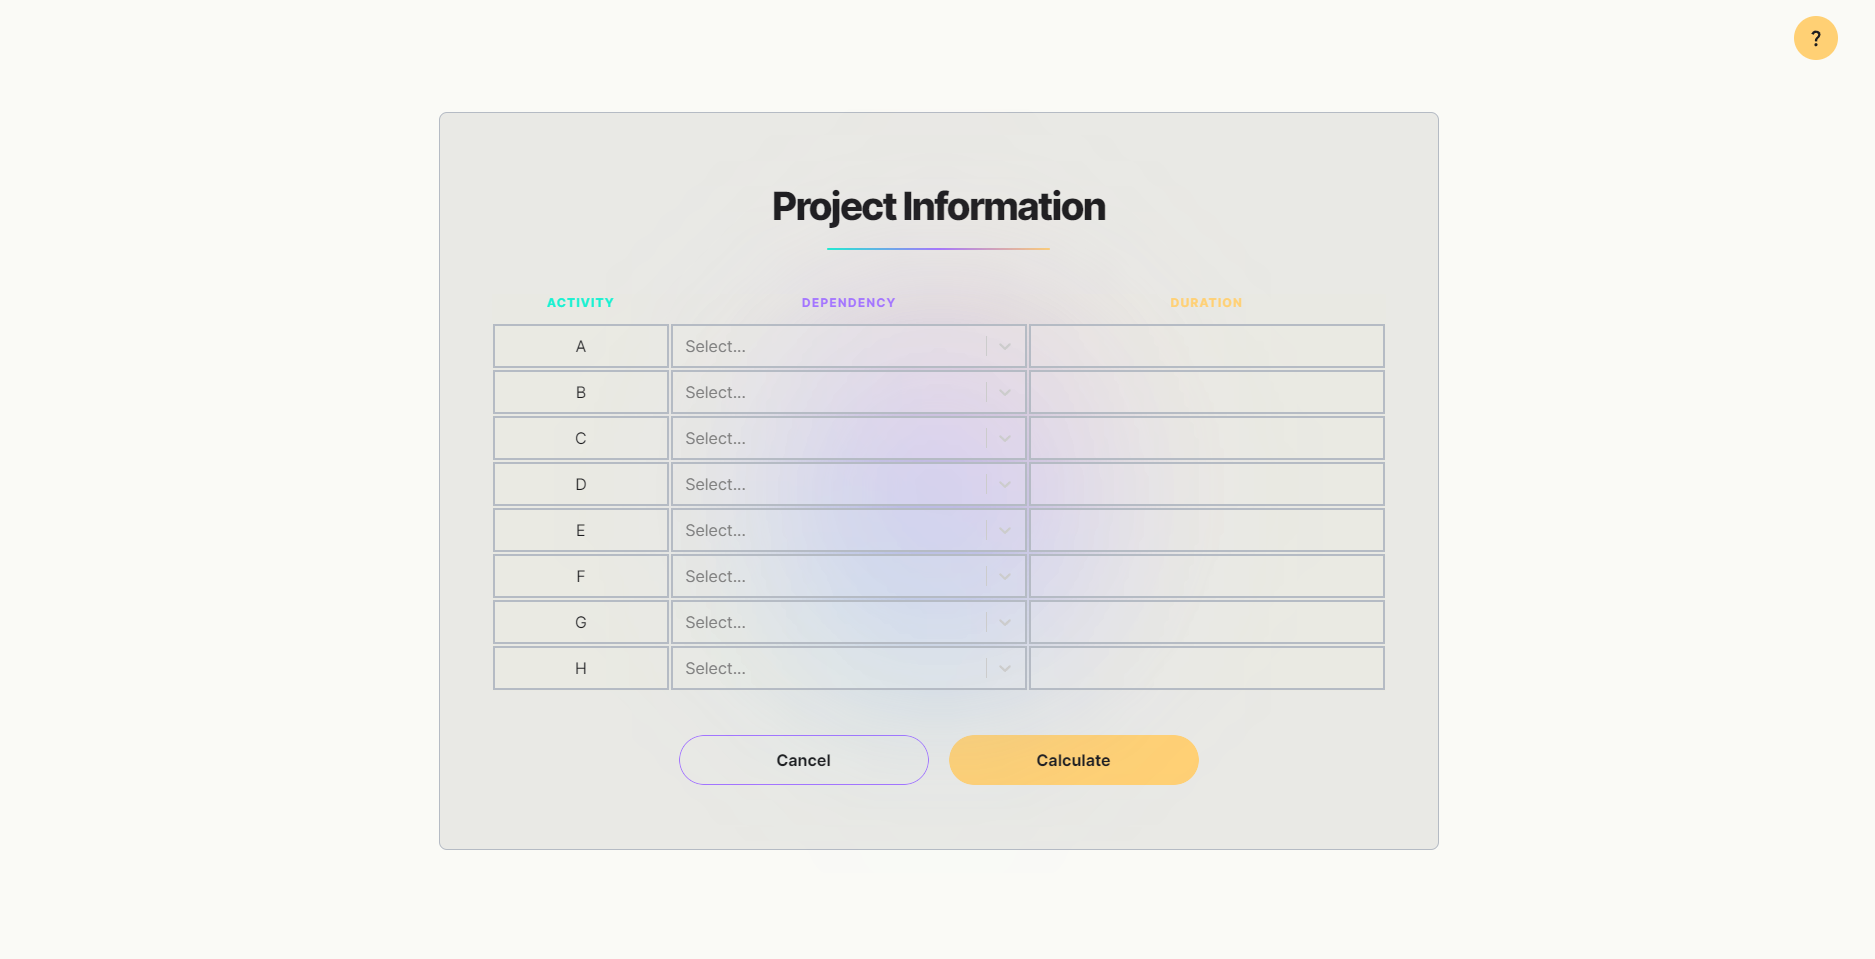 ?
Project Information
ACTIVITY DEPENDENCY DURATION
A Select...
B Select...
C Select...
D Select...
E Select...
F Select...
G Select...
H Select...
Cancel Calculate